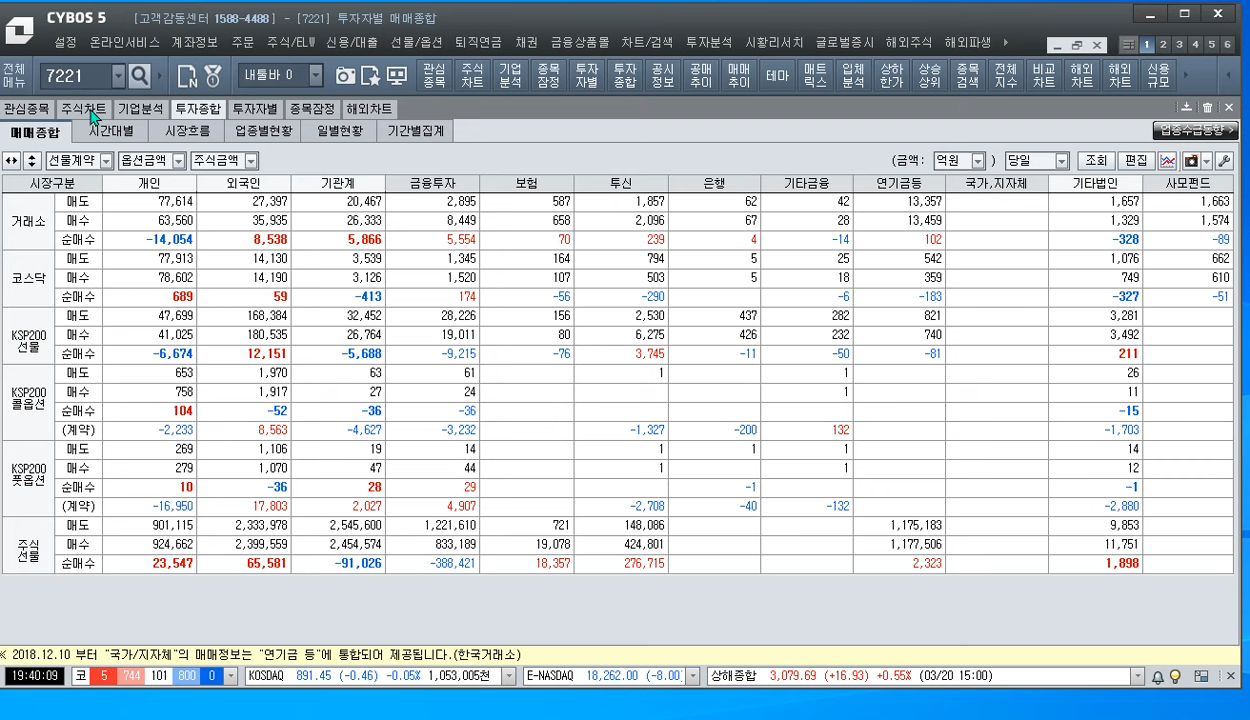 CYBOS 5 [고객감동센터 1588-4488] - [7221] 투자자별 매매종합
설정 온라인서비스 계좌정보 주문 주식/ELW 신용/대출 선물/옵션 퇴직연금 채권 금융상품몰 차트/검색 투자분석 시황리서치 글로벌증시 해외주식 해외파생 1 2 3 4 5 6
전체메뉴 7221 내툴바 0 관심종목 주식차트 기업분석 종목잠정 투자자별 투자종합 공시정보 공매추이 매매추이 테마 매트릭스 입체분석 상하한가 상승상위 종목검색 전체지수 비교차트 해외차트 해외주식 신용규모
관심종목 주식차트 기업분석 투자종합 투자자별 종목잠정 해외차트
매매종합 시간대별 시장흐름 업종별현황 일별현황 기간별집계 업종수급동향 >
선물계약 옵션금액 주식금액 (금액: 억원 ) 당일 조회 편집
시장구분 개인 외국인 기관계 금융투자 보험 투신 은행 기타금융 연기금등 국가,지자체 기타법인 사모펀드
거래소 매도 77,614 27,397 20,467 2,895 587 1,857 62 42 13,357 1,657 1,663
매수 63,560 35,935 26,333 8,449 658 2,096 67 28 13,459 1,329 1,574
순매수 -14,054 8,538 5,866 5,554 70 239 4 -14 102 -328 -89
코스닥 매도 77,913 14,130 3,539 1,345 164 794 5 25 542 1,076 662
매수 78,602 14,190 3,126 1,520 107 503 5 18 359 749 610
순매수 689 59 -413 174 -56 -290 -6 -183 -327 -51
KSP200 선물 매도 47,699 168,384 32,452 28,226 156 2,530 437 282 821 3,281
매수 41,025 180,535 26,764 19,011 80 6,275 426 232 740 3,492
순매수 -6,674 12,151 -5,688 -9,215 -76 3,745 -11 -50 -81 211
KSP200 콜옵션 매도 653 1,970 63 61 1 1 26
매수 758 1,917 27 24 1 11
순매수 104 -52 -36 -36 -15
(계약) -2,233 8,563 -4,627 -3,232 -1,327 -200 132 -1,703
KSP200 풋옵션 매도 269 1,106 19 14 1 1 1 14
매수 279 1,070 47 44 1 1 12
순매수 10 -36 28 29 -1 -1
(계약) -16,950 17,803 2,027 4,907 -2,708 -40 -132 -2,880
주식 선물 매도 901,115 2,333,978 2,545,600 1,221,610 721 148,086 1,175,183 9,853
매수 924,662 2,399,559 2,454,574 833,189 19,078 424,801 1,177,506 11,751
순매수 23,547 65,581 -91,026 -388,421 18,357 276,715 2,323 1,898
※ 2018.12.10 부터 "국가/지자체"의 매매정보는 "연기금 등"에 통합되어 제공됩니다.(한국거래소)
19:40:09 코 5 744 101 800 0 KOSDAQ 891.45 (-0.46) -0.05% 1,053,005천 E-NASDAQ 18,262.00 (-8.00) 상해종합 3,079.69 (+16.93) +0.55% (03/20 15:00)